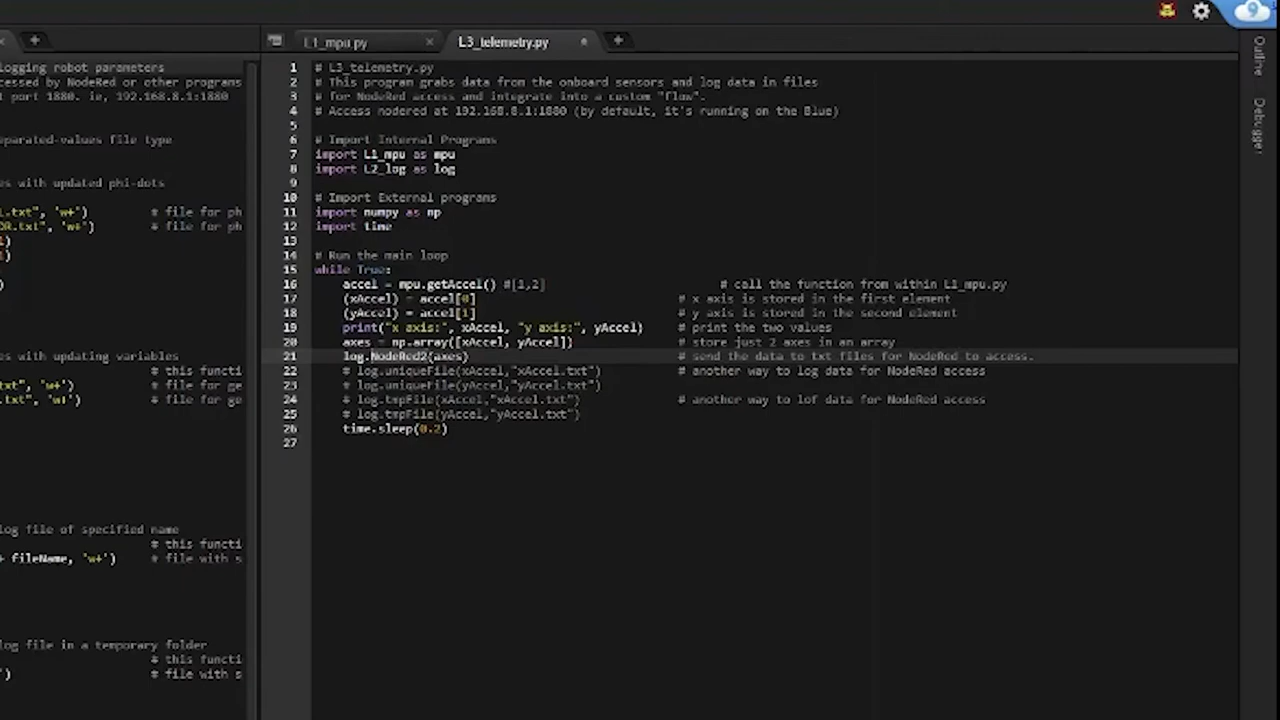 L1_mpu.py
L3_telemetry.py
Outline
Debugger
logging robot parameters
cessed by NodeRed or other programs
t port 1880. ie, 192.168.8.1:1880
eparated-values file type
es with updated phi-dots
.txt", 'w+') # file for ph
OR.txt", 'w+') # file for ph
es with updating variables
# this functi
txt", 'w+') # file for ge
.txt", 'w+') # file for ge
log file of specified name
# this functi
+ fileName, 'w+') # file with s
log file in a temporary folder
# this functi
') # file with s
1 # L3_telemetry.py
2 # This program grabs data from the onboard sensors and log data in files
3 # for NodeRed access and integrate into a custom "flow".
4 # Access nodered at 192.168.8.1:1880 (by default, it's running on the Blue)
5
6 # Import Internal Programs
7 import L1_mpu as mpu
8 import L2_log as log
9
10 # Import External programs
11 import numpy as np
12 import time
13
14 # Run the main loop
15 while True:
16 accel = mpu.getAccel() #[1,2] # call the function from within L1_mpu.py
17 (xAccel) = accel[0] # x axis is stored in the first element
18 (yAccel) = accel[1] # y axis is stored in the second element
19 print("x axis:", xAccel, "y axis:", yAccel) # print the two values
20 axes = np.array([xAccel, yAccel]) # store just 2 axes in an array
21 log.NodeRed2(axes) # send the data to txt files for NodeRed to access.
22 # log.uniqueFile(xAccel,"xAccel.txt") # another way to log data for NodeRed access
23 # log.uniqueFile(yAccel,"yAccel.txt")
24 # log.tmpFile(xAccel,"xAccel.txt") # another way to lof data for NodeRed access
25 # log.tmpFile(yAccel,"yAccel.txt")
26 time.sleep(0.2)
27